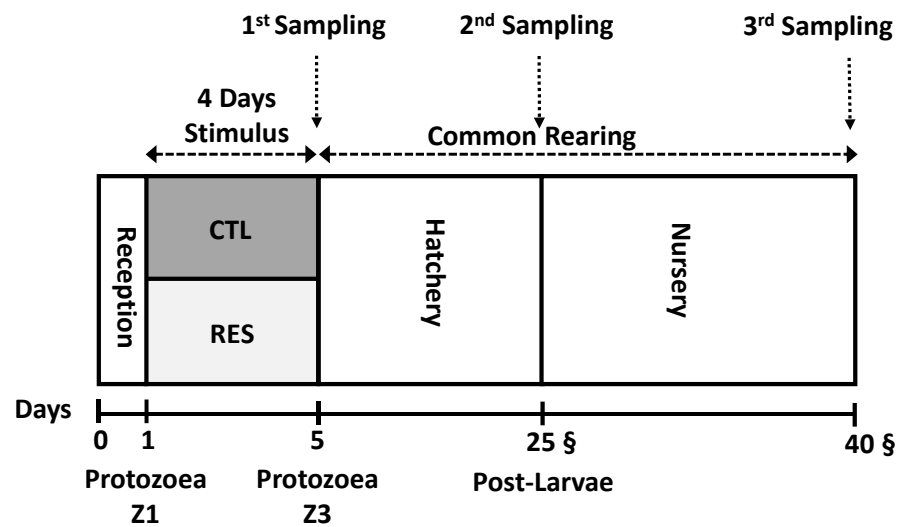 1st Sampling
2nd Sampling
3rd Sampling
4 Days
Stimulus
Common Rearing
Reception
CTL
RES
Hatchery
Nursery
Days
0
1
5
25 §
40 §
Protozoea
Z1
Protozoea
Z3
Post-Larvae